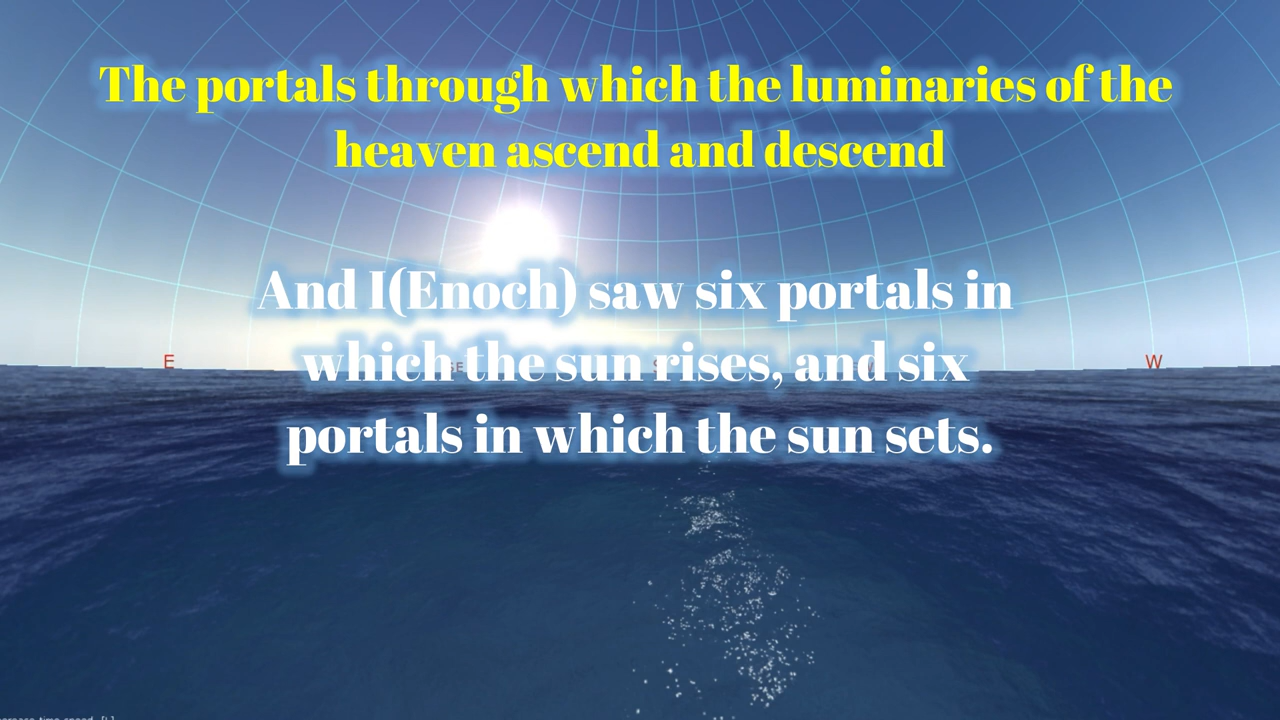 The portals through which the luminaries of the
heaven ascend and descend
And I(Enoch) saw six portals in
which the sun rises, and six
portals in which the sun sets.
E
W